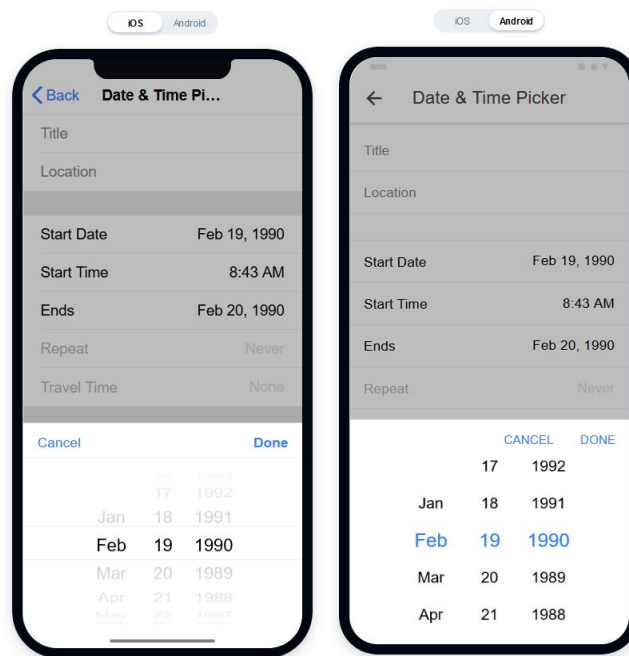 iOS Android
Back Date & Time Pi...
Title
Location
Start Date Feb 19, 1990
Start Time 8:43 AM
Ends Feb 20, 1990
Repeat Never
Travel Time None
Cancel Done
17 1992
Jan 18 1991
Feb 19 1990
Mar 20 1989
Apr 21 1988
May 22 1987
iOS Android
Date & Time Picker
Title
Location
Start Date Feb 19, 1990
Start Time 8:43 AM
Ends Feb 20, 1990
Repeat Never
CANCEL DONE
17 1992
Jan 18 1991
Feb 19 1990
Mar 20 1989
Apr 21 1988